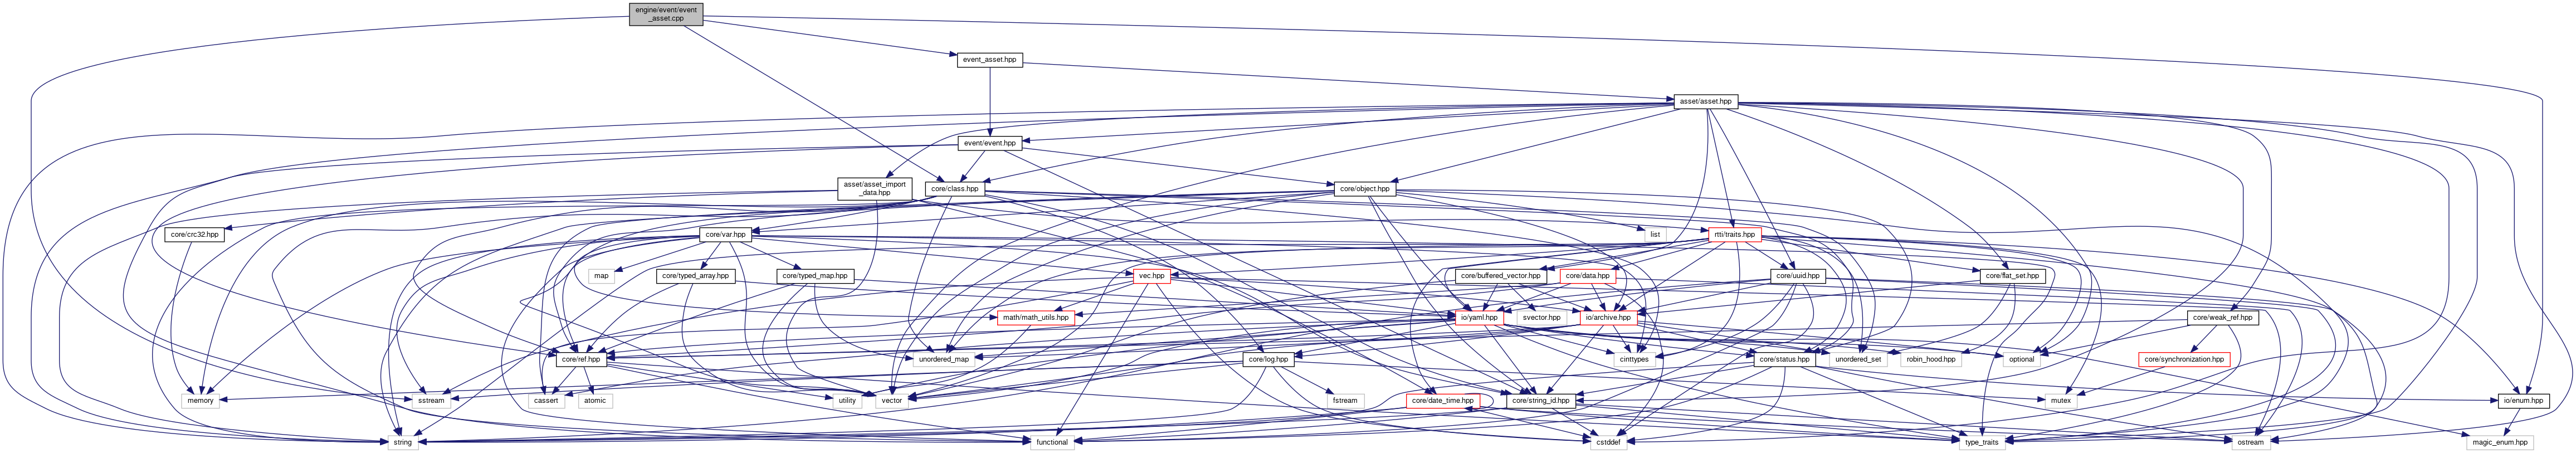 engine/event/event
_asset.cpp
event_asset.hpp
asset/asset.hpp
event/event.hpp
asset/asset_import
_data.hpp
core/class.hpp
core/object.hpp
core/crc32.hpp
core/var.hpp
list
rtti/traits.hpp
map
core/typed_array.hpp
core/typed_map.hpp
vec.hpp
core/buffered_vector.hpp
core/data.hpp
core/uuid.hpp
core/flat_set.hpp
math/math_utils.hpp
io/yaml.hpp
svector.hpp
io/archive.hpp
core/weak_ref.hpp
core/ref.hpp
unordered_map
core/log.hpp
cinttypes
core/status.hpp
unordered_set
robin_hood.hpp
optional
core/synchronization.hpp
memory
sstream
cassert
atomic
utility
vector
fstream
core/date_time.hpp
core/string_id.hpp
mutex
io/enum.hpp
string
functional
cstddef
type_traits
ostream
magic_enum.hpp